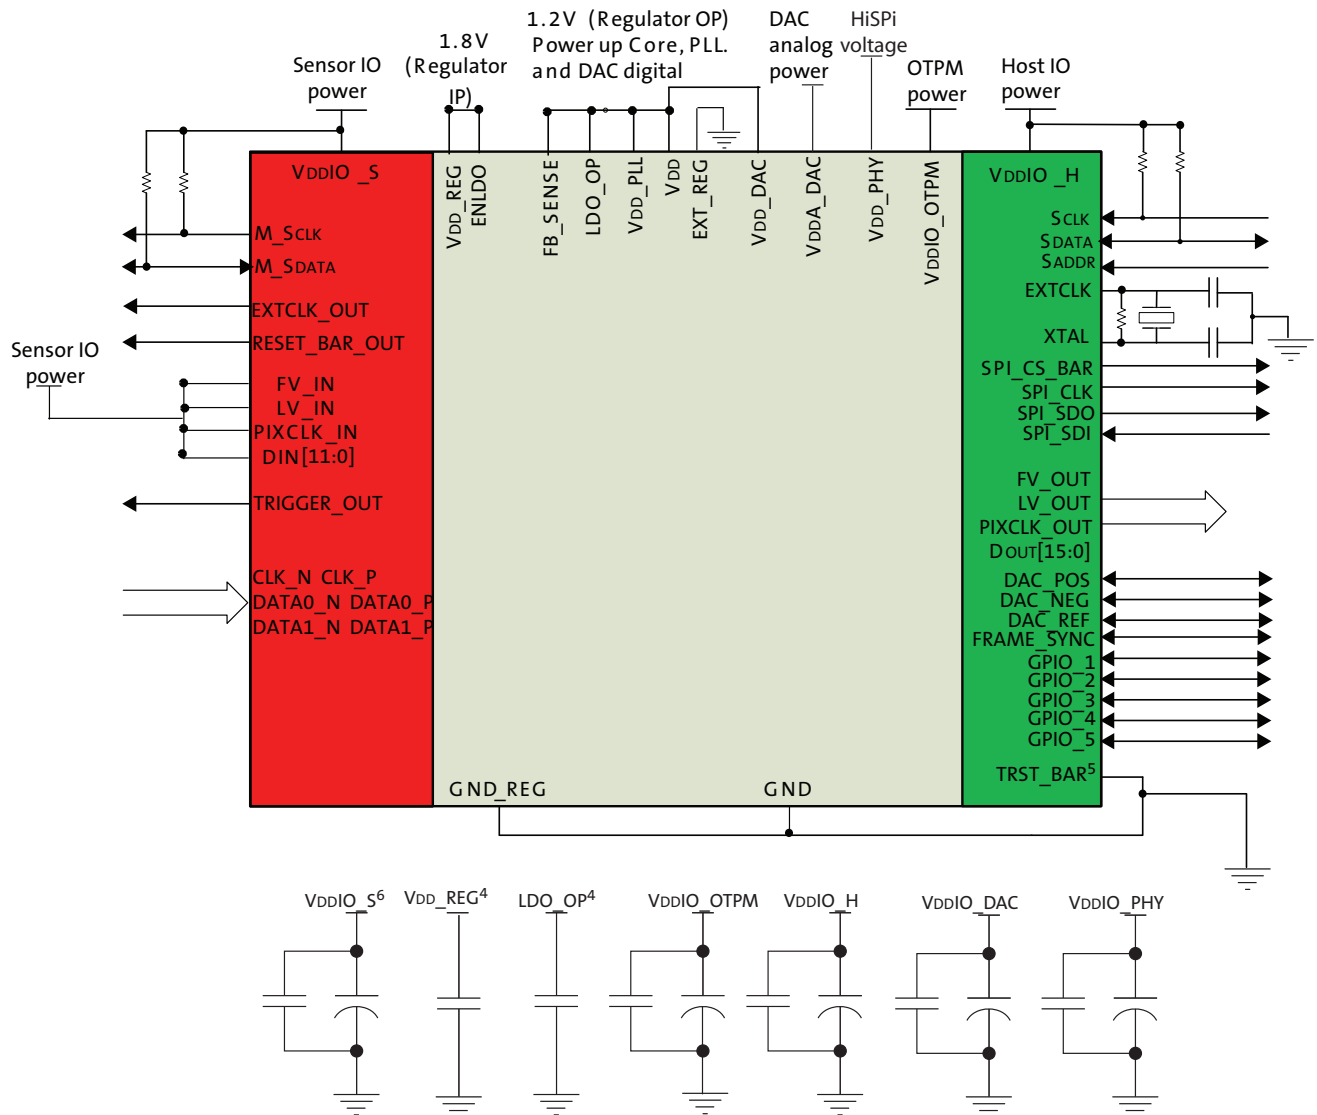 1.8V
(Regulator
IP)
1.2V (Regulator OP)
Power up Core, PLL.
and DAC digital
DAC
analog
power
HiSPi
voltage
Sensor IO
power
OTPM
power
Host IO
power
VDDIO _S
VDD_REG
ENLDO
FB_SENSE
LDO_OP
VDD_PLL
VDD
EXT_REG
VDD_DAC
VDDA_DAC
VDD_PHY
VDDIO_OTPM
VDDIO _H
M_SCLK
M_SDATA
EXTCLK_OUT
RESET_BAR_OUT
Sensor IO
power
FV_IN
LV_IN
PIXCLK_IN
DIN[11:0]
TRIGGER_OUT
CLK_N CLK_P
DATA0_N DATA0_P
DATA1_N DATA1_P
SCLK
SDATA
SADDR
EXTCLK
XTAL
SPI_CS_BAR
SPI_CLK
SPI_SDO
SPI_SDI
FV_OUT
LV_OUT
PIXCLK_OUT
DOUT[15:0]
DAC_POS
DAC_NEG
DAC_REF
FRAME_SYNC
GPIO_1
GPIO_2
GPIO_3
GPIO_4
GPIO_5
TRST_BAR5
GND_REG
GND
VDDIO_S6
VDD_REG4
LDO_OP4
VDDIO_OTPM
VDDIO_H
VDDIO_DAC
VDDIO_PHY